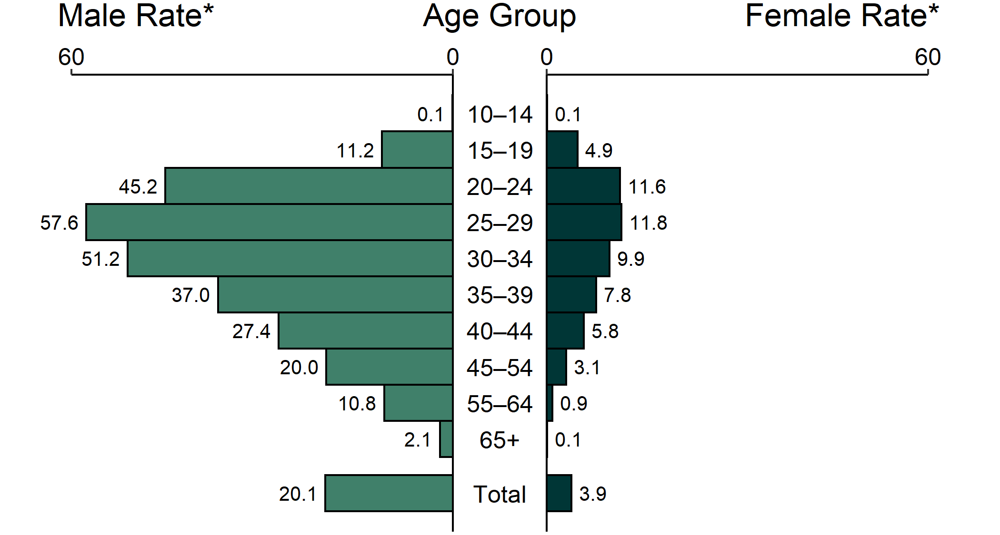 Male Rate* Age Group Female Rate*
60 0 0 60
0.1 10–14 0.1
11.2 15–19 4.9
45.2 20–24 11.6
57.6 25–29 11.8
51.2 30–34 9.9
37.0 35–39 7.8
27.4 40–44 5.8
20.0 45–54 3.1
10.8 55–64 0.9
2.1 65+ 0.1
20.1 Total 3.9